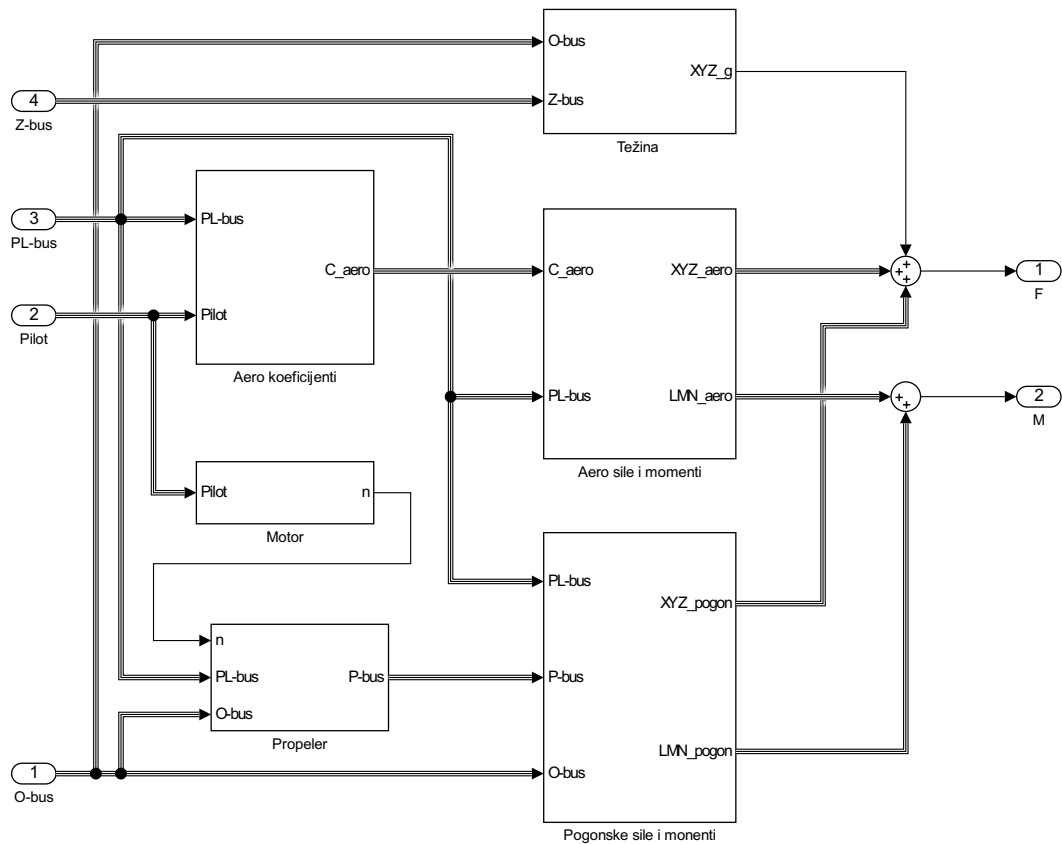 O-bus
XYZ_g
Z-bus
Težina
4
Z-bus
3
PL-bus
2
Pilot
PL-bus
C_aero
Pilot
Aero koeficijenti
C_aero
XYZ_aero
PL-bus
LMN_aero
Aero sile i momenti
+
+
+
1
F
+
+
2
M
Pilot
n
Motor
n
PL-bus
P-bus
O-bus
Propeler
PL-bus
XYZ_pogon
P-bus
LMN_pogon
O-bus
Pogonske sile i monenti
1
O-bus